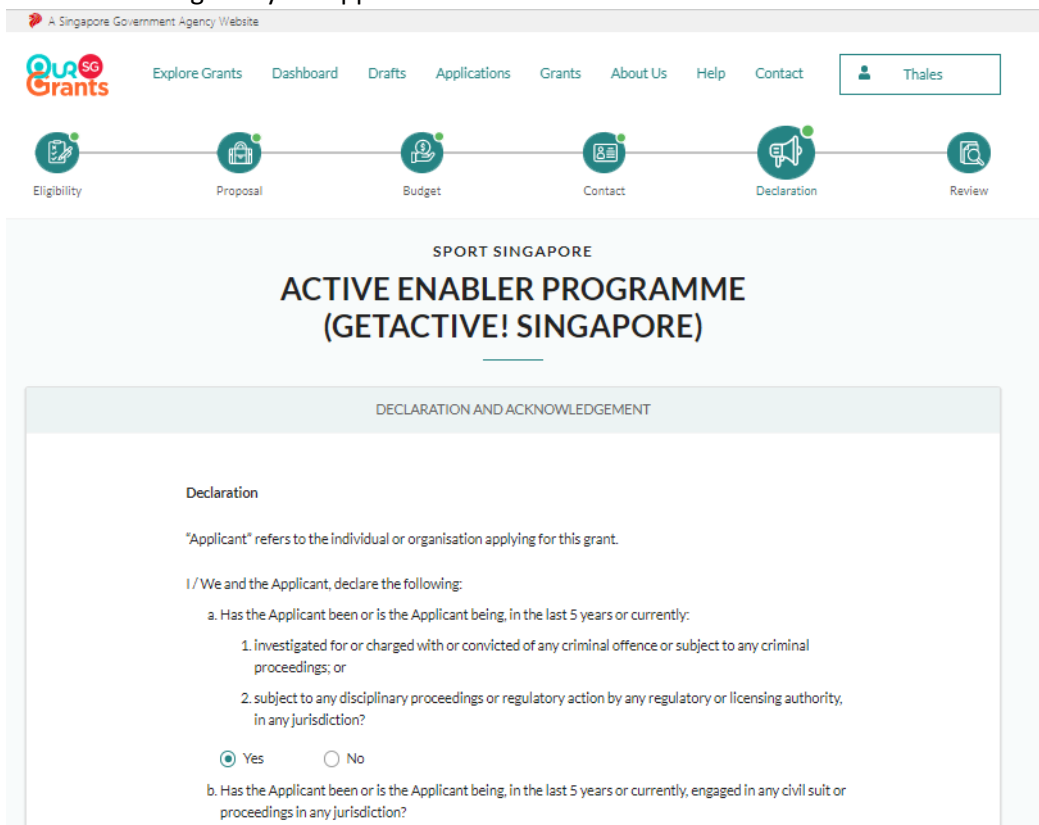 A Singapore Government Agency Website
OUR SG
Grants
Explore Grants Dashboard Drafts Applications Grants About Us Help Contact Thales
Eligibility Proposal Budget Contact Declaration Review
SPORT SINGAPORE
ACTIVE ENABLER PROGRAMME
(GETACTIVE! SINGAPORE)
DECLARATION AND ACKNOWLEDGEMENT
Declaration
"Applicant" refers to the individual or organisation applying for this grant.
I / We and the Applicant, declare the following:
a. Has the Applicant been or is the Applicant being, in the last 5 years or currently:
1. investigated for or charged with or convicted of any criminal offence or subject to any criminal
proceedings; or
2. subject to any disciplinary proceedings or regulatory action by any regulatory or licensing authority,
in any jurisdiction?
Yes No
b. Has the Applicant been or is the Applicant being, in the last 5 years or currently, engaged in any civil suit or
proceedings in any jurisdiction?